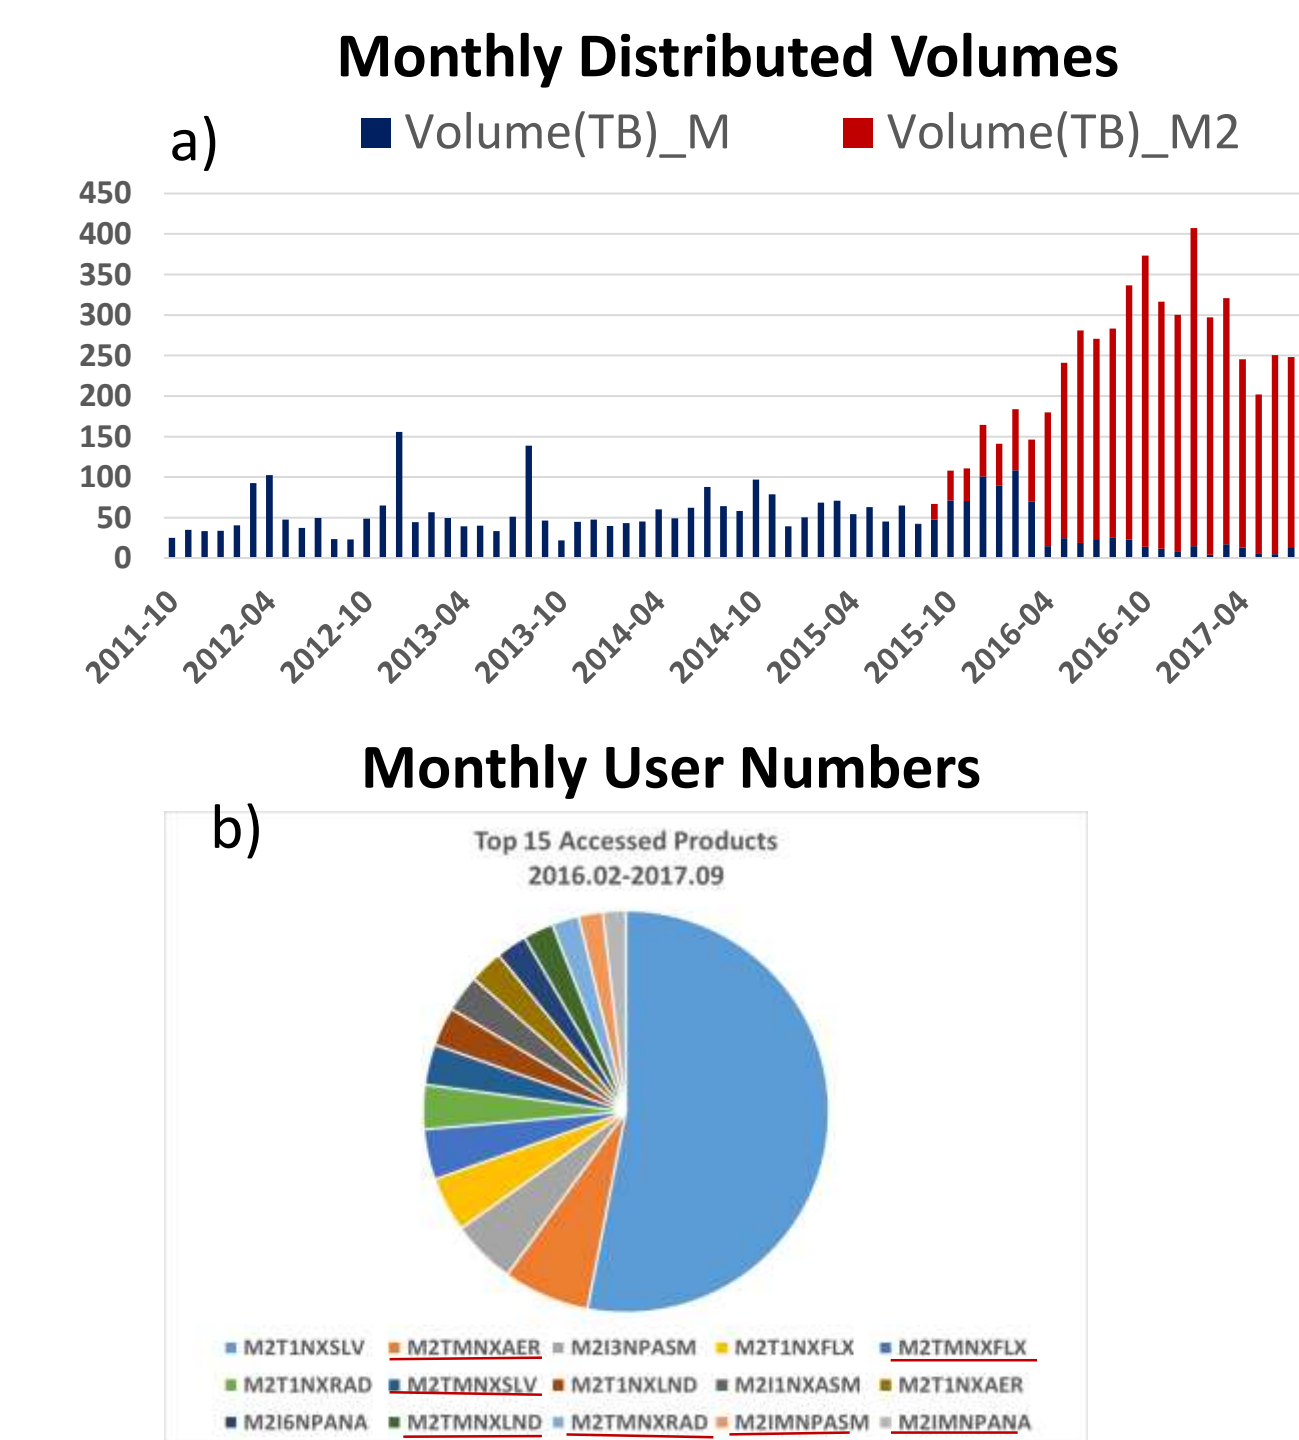 Monthly Distributed Volumes
a)
Volume(TB)_M Volume(TB)_M2
450
400
350
300
250
200
150
100
50
0
2011-10 2012-04 2012-10 2013-04 2013-10 2014-04 2014-10 2015-04 2015-10 2016-04 2016-10 2017-04
Monthly User Numbers
b)
Top 15 Accessed Products
2016.02-2017.09
M2T1NXSLV M2TMNXAER M2I3NPASM M2T1NXFLX M2TMNXFLX
M2T1NXRAD M2TMNXSLV M2T1NXLND M2I1NXASM M2T1NXAER
M2I6NPANA M2TMNXLND M2TMNXRAD M2IMNPASM M2IMNPANA